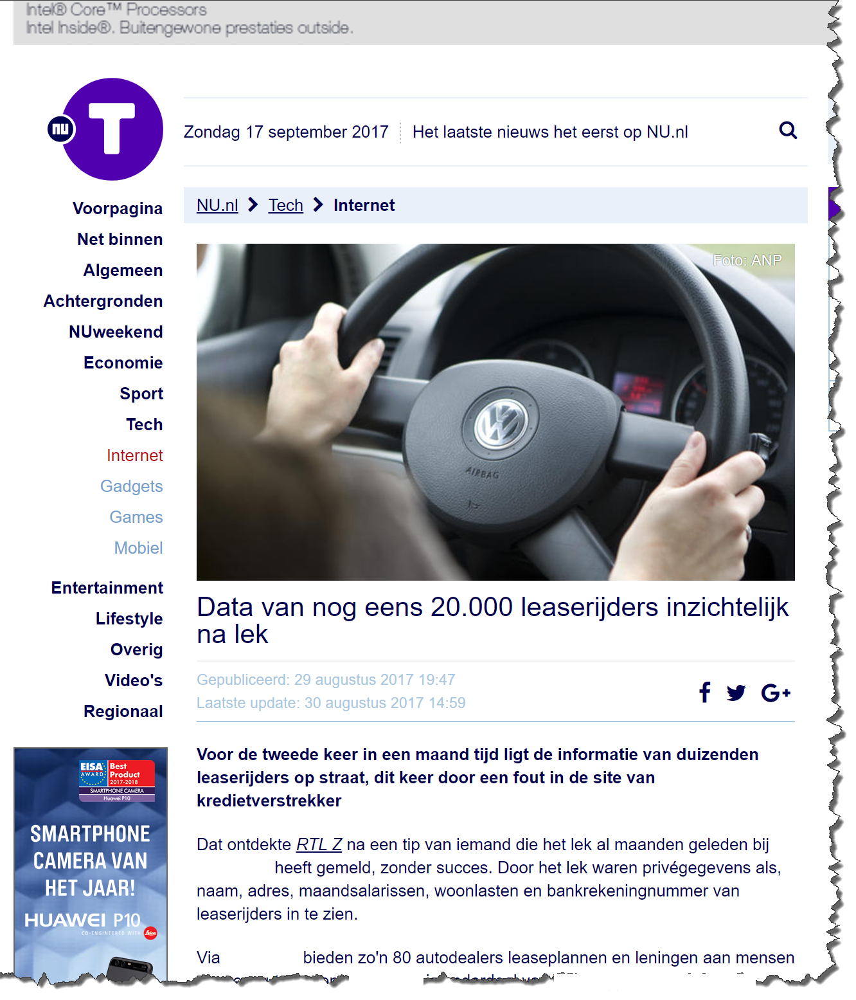 Intel® Core™ Processors
Intel Inside®. Buitengewone prestaties outside.
nu
T
Zondag 17 september 2017
Het laatste nieuws het eerst op NU.nl
Voorpagina
Net binnen
Algemeen
Achtergronden
NUweekend
Economie
Sport
Tech
Internet
Gadgets
Games
Mobiel
Entertainment
Lifestyle
Overig
Video's
Regionaal
EISA
AWARD
Best
Product
2017-2018
SMARTPHONE CAMERA
Huawei P10
SMARTPHONE
CAMERA VAN
HET JAAR!
HUAWEI P10
CO-ENGINEERED WITH
Leica
NU.nl Tech Internet
Foto: ANP
AIRBAG
Data van nog eens 20.000 leaserijders inzichtelijk
na lek
Gepubliceerd: 29 augustus 2017 19:47
Laatste update: 30 augustus 2017 14:59
Voor de tweede keer in een maand tijd ligt de informatie van duizenden
leaserijders op straat, dit keer door een fout in de site van
kredietverstrekker
Dat ontdekte RTL Z na een tip van iemand die het lek al maanden geleden bij
heeft gemeld, zonder succes. Door het lek waren privégegevens als,
naam, adres, maandsalarissen, woonlasten en bankrekeningnummer van
leaserijders in te zien.
Via bieden zo'n 80 autodealers leaseplannen en leningen aan mensen